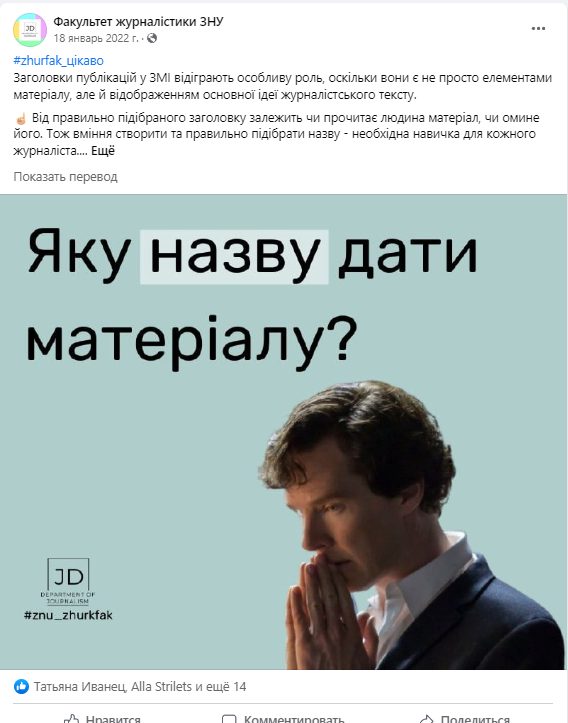 JD
Факультет журналістики ЗНУ
18 январь 2022 г. ·
#zhurfak_цікаво
Заголовки публікацій у ЗМІ відіграють особливу роль, оскільки вони є не просто елементами
матеріалу, але й відображенням основної ідеї журналістського тексту.
Від правильно підібраного заголовку залежить чи прочитає людина матеріал, чи омине
його. Тож вміння створити та правильно підібрати назву - необхідна навичка для кожного
журналіста.... Ещё
Показать перевод
Яку назву дати
матеріалу?
JD
DEPARTMENT OF
JOURNALISM
#znu_zhurkfak
Татьяна Иванец, Alla Strilets и ещё 14
Нравится Комментировать Поделиться